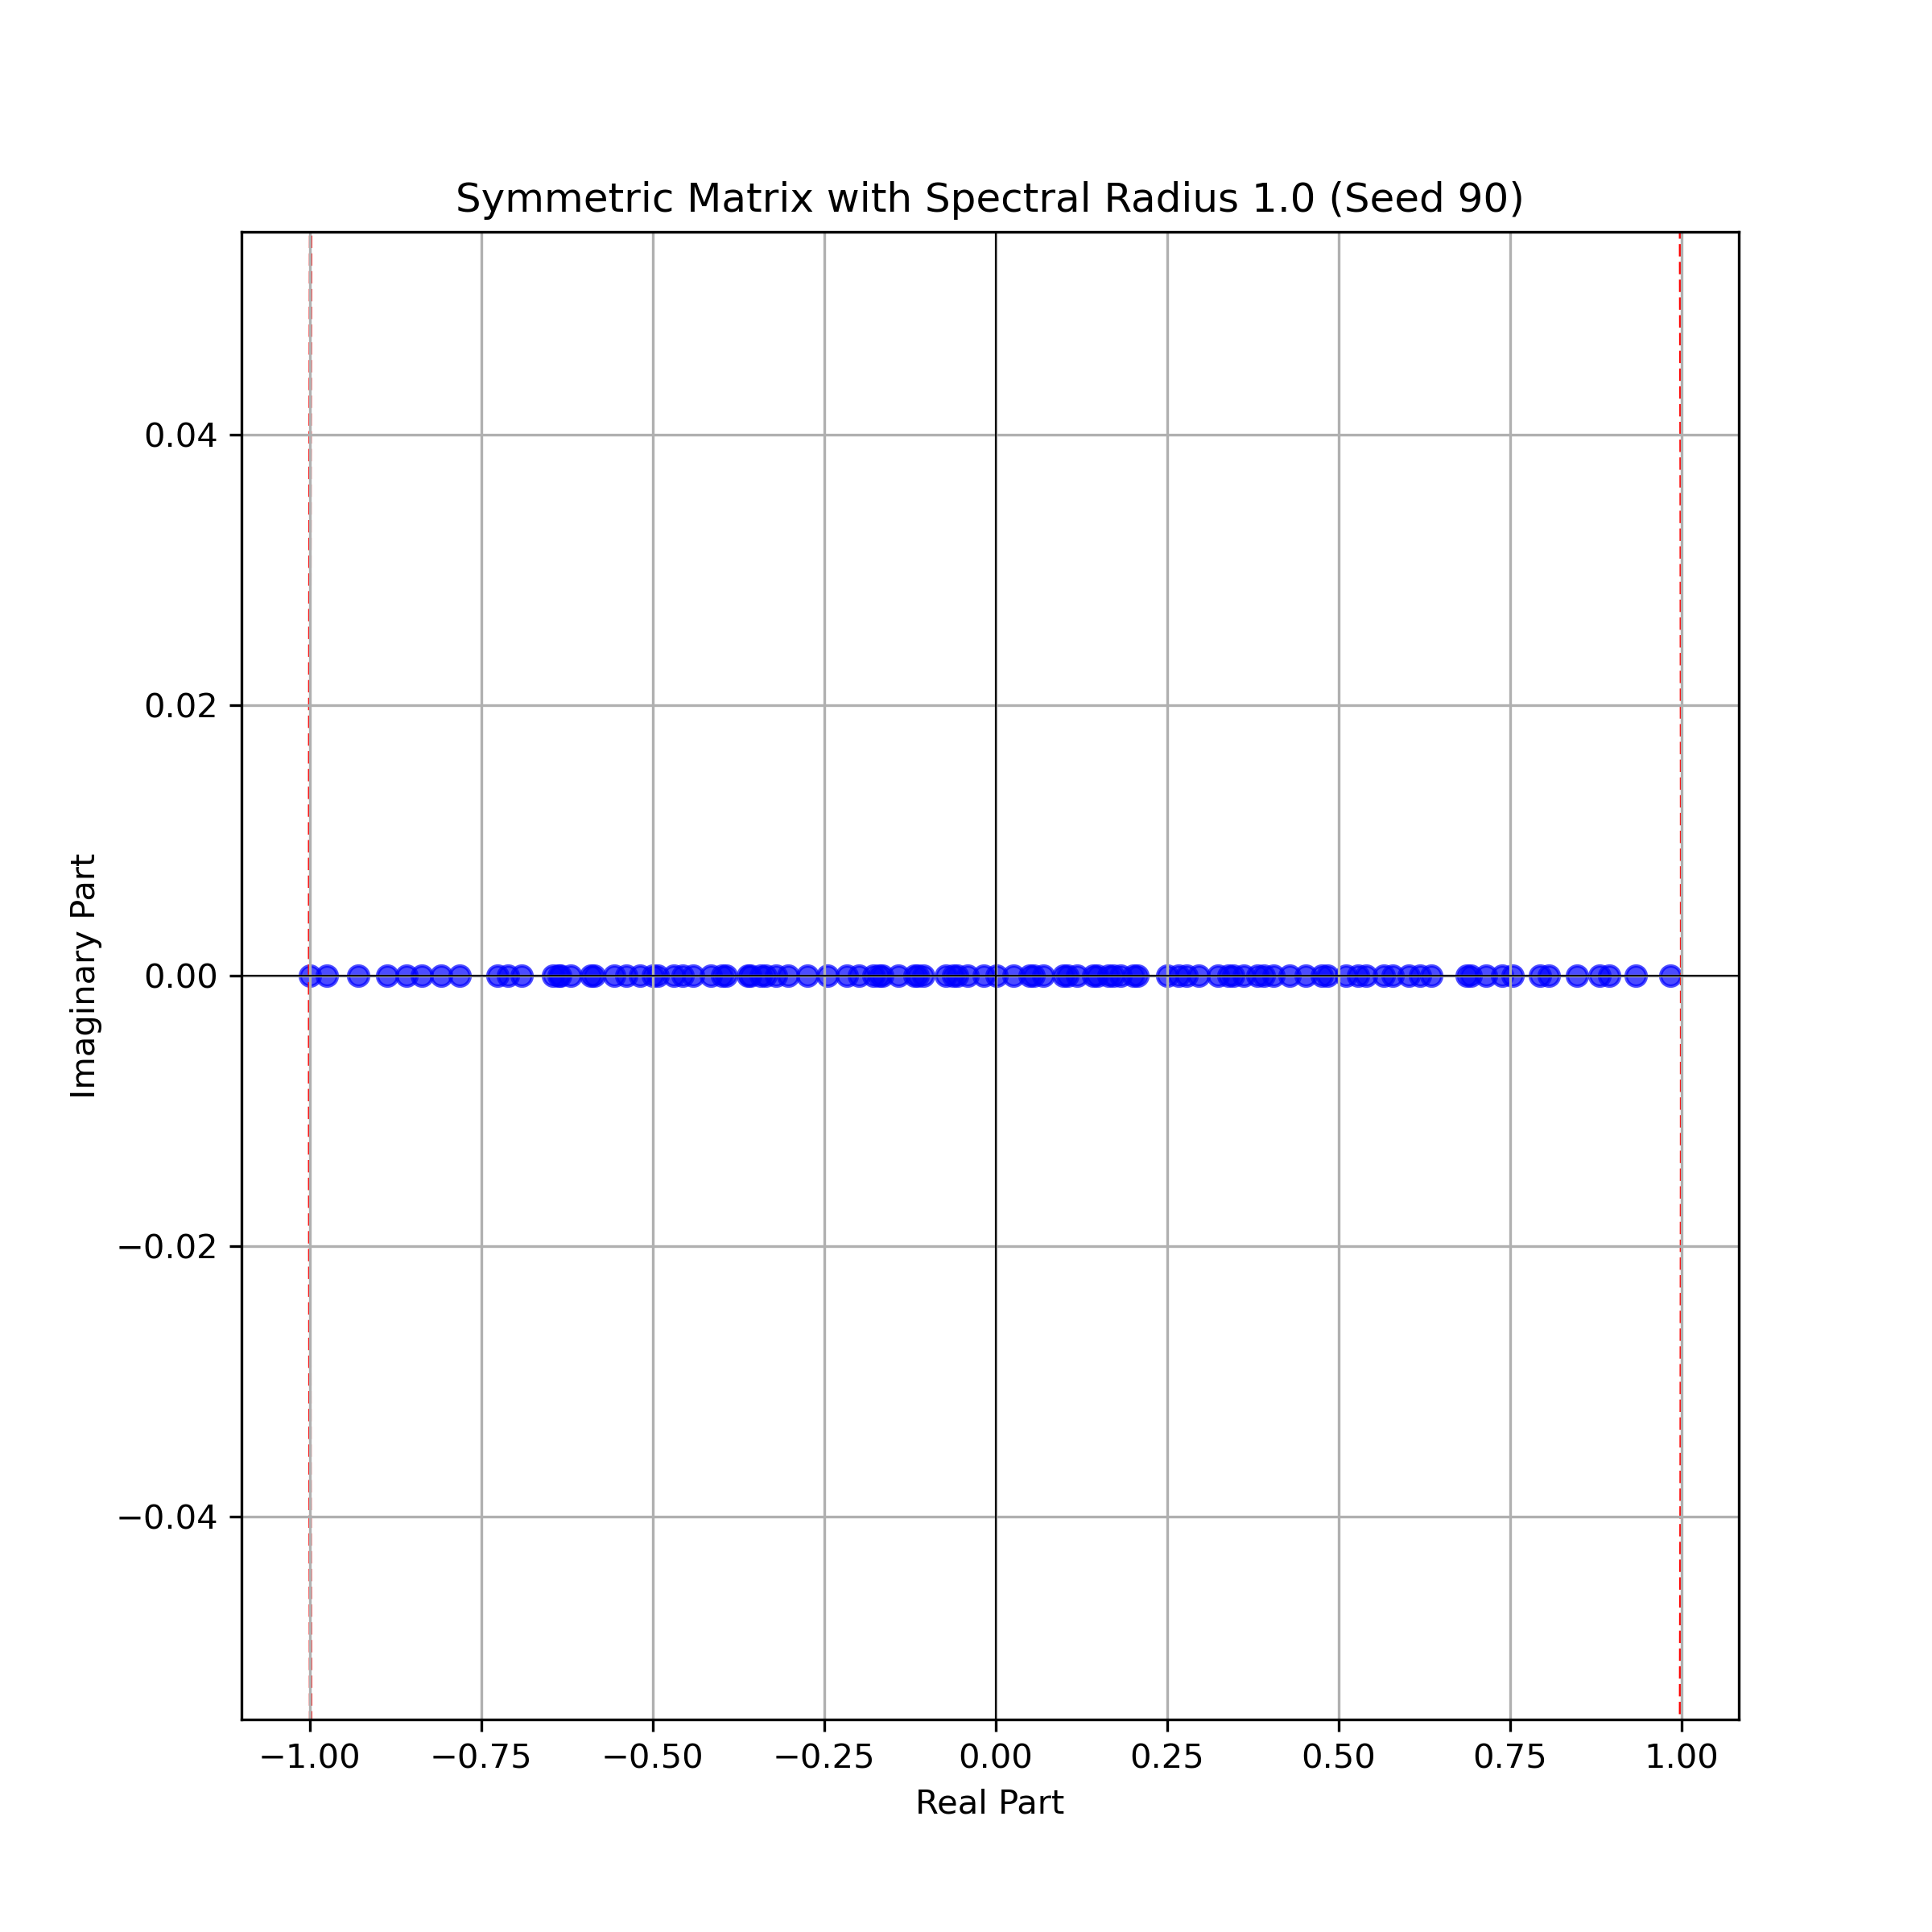 Symmetric Matrix with Spectral Radius 1.0 (Seed 90)
Imaginary Part
0.04
0.02
0.00
−0.02
−0.04
−1.00 −0.75 −0.50 −0.25 0.00 0.25 0.50 0.75 1.00
Real Part